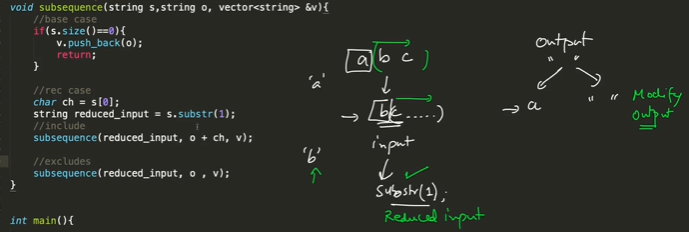 void subsequence(string s,string o, vector<string> &v){
//base case
if(s.size()==0){
v.push_back(o);
return;
}
//rec case
char ch = s[0];
string reduced_input = s.substr(1);
//include
subsequence(reduced_input, o + ch, v);
//excludes
subsequence(reduced_input, o , v);
}
int main(){
a b c
'a'
bc.....)
input
'b'
substr(1);
Reduced input
output
" "
a " "
Modify
Output